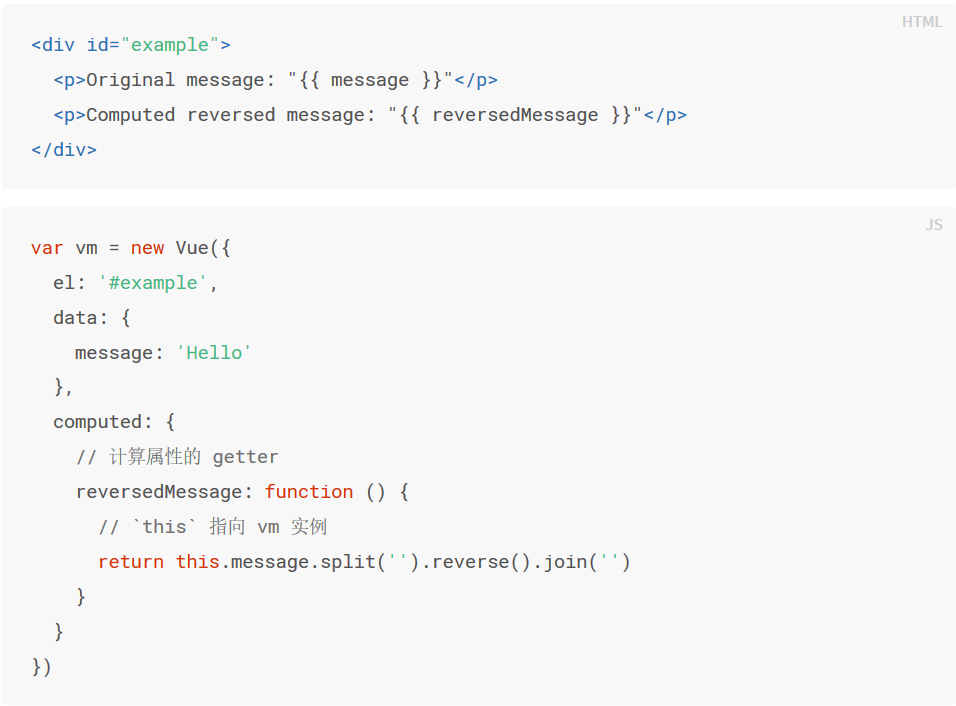 HTML
<div id="example">
  <p>Original message: "{{ message }}"</p>
  <p>Computed reversed message: "{{ reversedMessage }}"</p>
</div>
JS
var vm = new Vue({
  el: '#example',
  data: {
    message: 'Hello'
  },
  computed: {
    // 计算属性的 getter
    reversedMessage: function () {
      // `this` 指向 vm 实例
      return this.message.split('').reverse().join('')
    }
  }
})